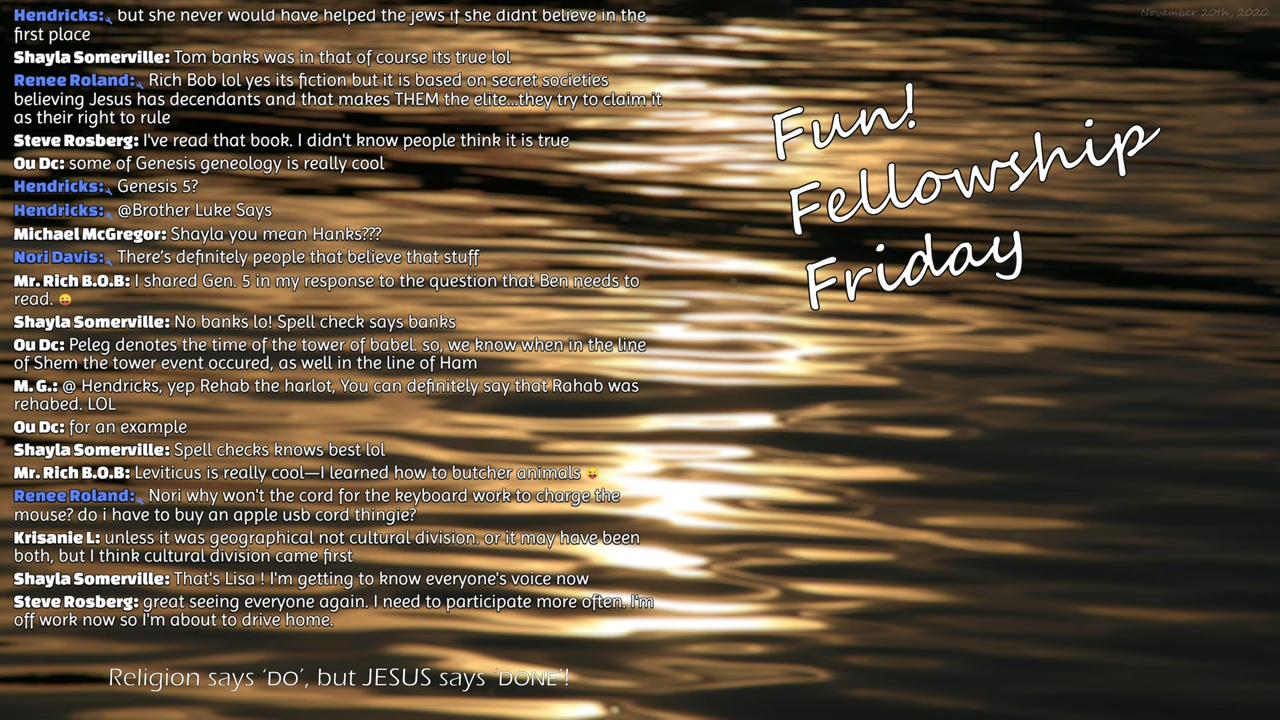 Hendricks: but she never would have helped the jews if she didnt believe in the
first place
Shayla Somerville: Tom banks was in that of course its true lol
Renee Roland: Rich Bob lol yes its fiction but it is based on secret societies
believing Jesus has decendants and that makes THEM the elite...they try to claim it
as their right to rule
Steve Rosberg: I've read that book. I didn't know people think it is true
Ou Dc: some of Genesis geneology is really cool
Hendricks: Genesis 5?
Hendricks: @Brother Luke Says
Michael McGregor: Shayla you mean Hanks???
Nori Davis: There's definitely people that believe that stuff
Mr. Rich B.O.B: I shared Gen. 5 in my response to the question that Ben needs to
read. 😜
Shayla Somerville: No banks lo! Spell check says banks
Ou Dc: Peleg denotes the time of the tower of babel. so, we know when in the line
of Shem the tower event occured, as well in the line of Ham
M. G.: @ Hendricks, yep Rehab the harlot, You can definitely say that Rahab was
rehabed. LOL
Ou Dc: for an example
Shayla Somerville: Spell checks knows best lol
Mr. Rich B.O.B: Leviticus is really cool—I learned how to butcher animals 😜
Renee Roland: Nori why won't the cord for the keyboard work to charge the
mouse? do i have to buy an apple usb cord thingie?
Krisanie L: unless it was geographical not cultural division. or it may have been
both, but I think cultural division came first
Shayla Somerville: That's Lisa ! I'm getting to know everyone's voice now
Steve Rosberg: great seeing everyone again. I need to participate more often. I'm
off work now so I'm about to drive home.
Religion says 'DO', but JESUS says 'DONE'!
November 20th, 2020
Fun!
Fellowship
Friday